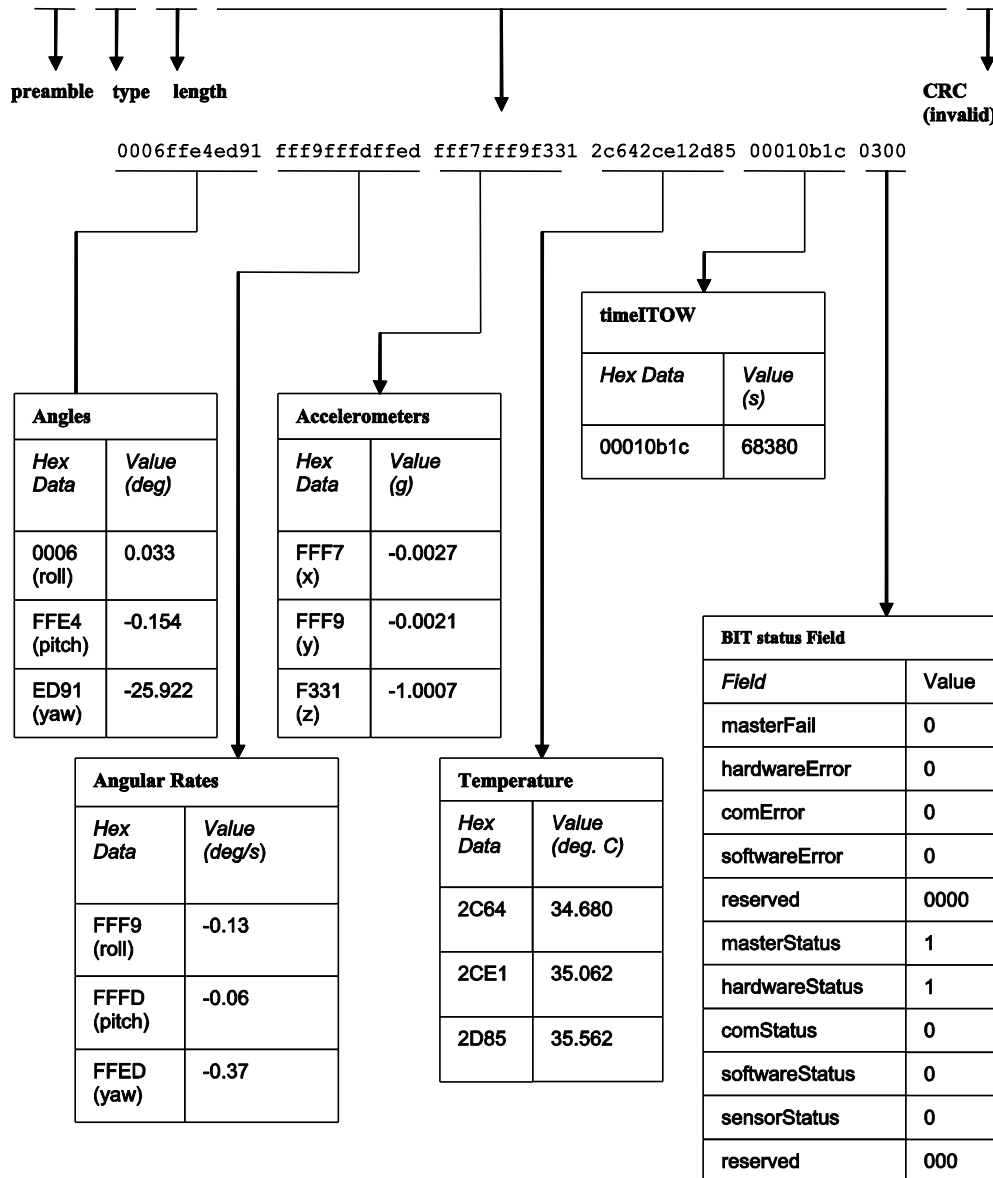 preamble type length
CRC
(invalid)
0006ffe4ed91 fff9fffdffed fff7fff9f331 2c642ce12d85 00010b1c 0300
timeITOW
Hex Data Value
(s)
00010b1c 68380
Angles
Hex
Data Value
(deg)
0006
(roll) 0.033
FFE4
(pitch) -0.154
ED91
(yaw) -25.922
Accelerometers
Hex
Data Value
(g)
FFF7
(x) -0.0027
FFF9
(y) -0.0021
F331
(z) -1.0007
BIT status Field
Field Value
masterFail 0
hardwareError 0
comError 0
softwareError 0
reserved 0000
masterStatus 1
hardwareStatus 1
comStatus 0
softwareStatus 0
sensorStatus 0
reserved 000
Angular Rates
Hex
Data Value
(deg/s)
FFF9
(roll) -0.13
FFFD
(pitch) -0.06
FFED
(yaw) -0.37
Temperature
Hex
Data Value
(deg. C)
2C64 34.680
2CE1 35.062
2D85 35.562